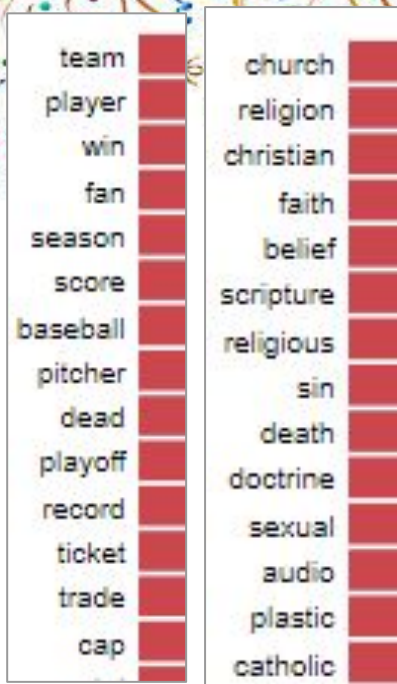 team
player
win
fan
season
score
baseball
pitcher
dead
playoff
record
ticket
trade
cap
church
religion
christian
faith
belief
scripture
religious
sin
death
doctrine
sexual
audio
plastic
catholic